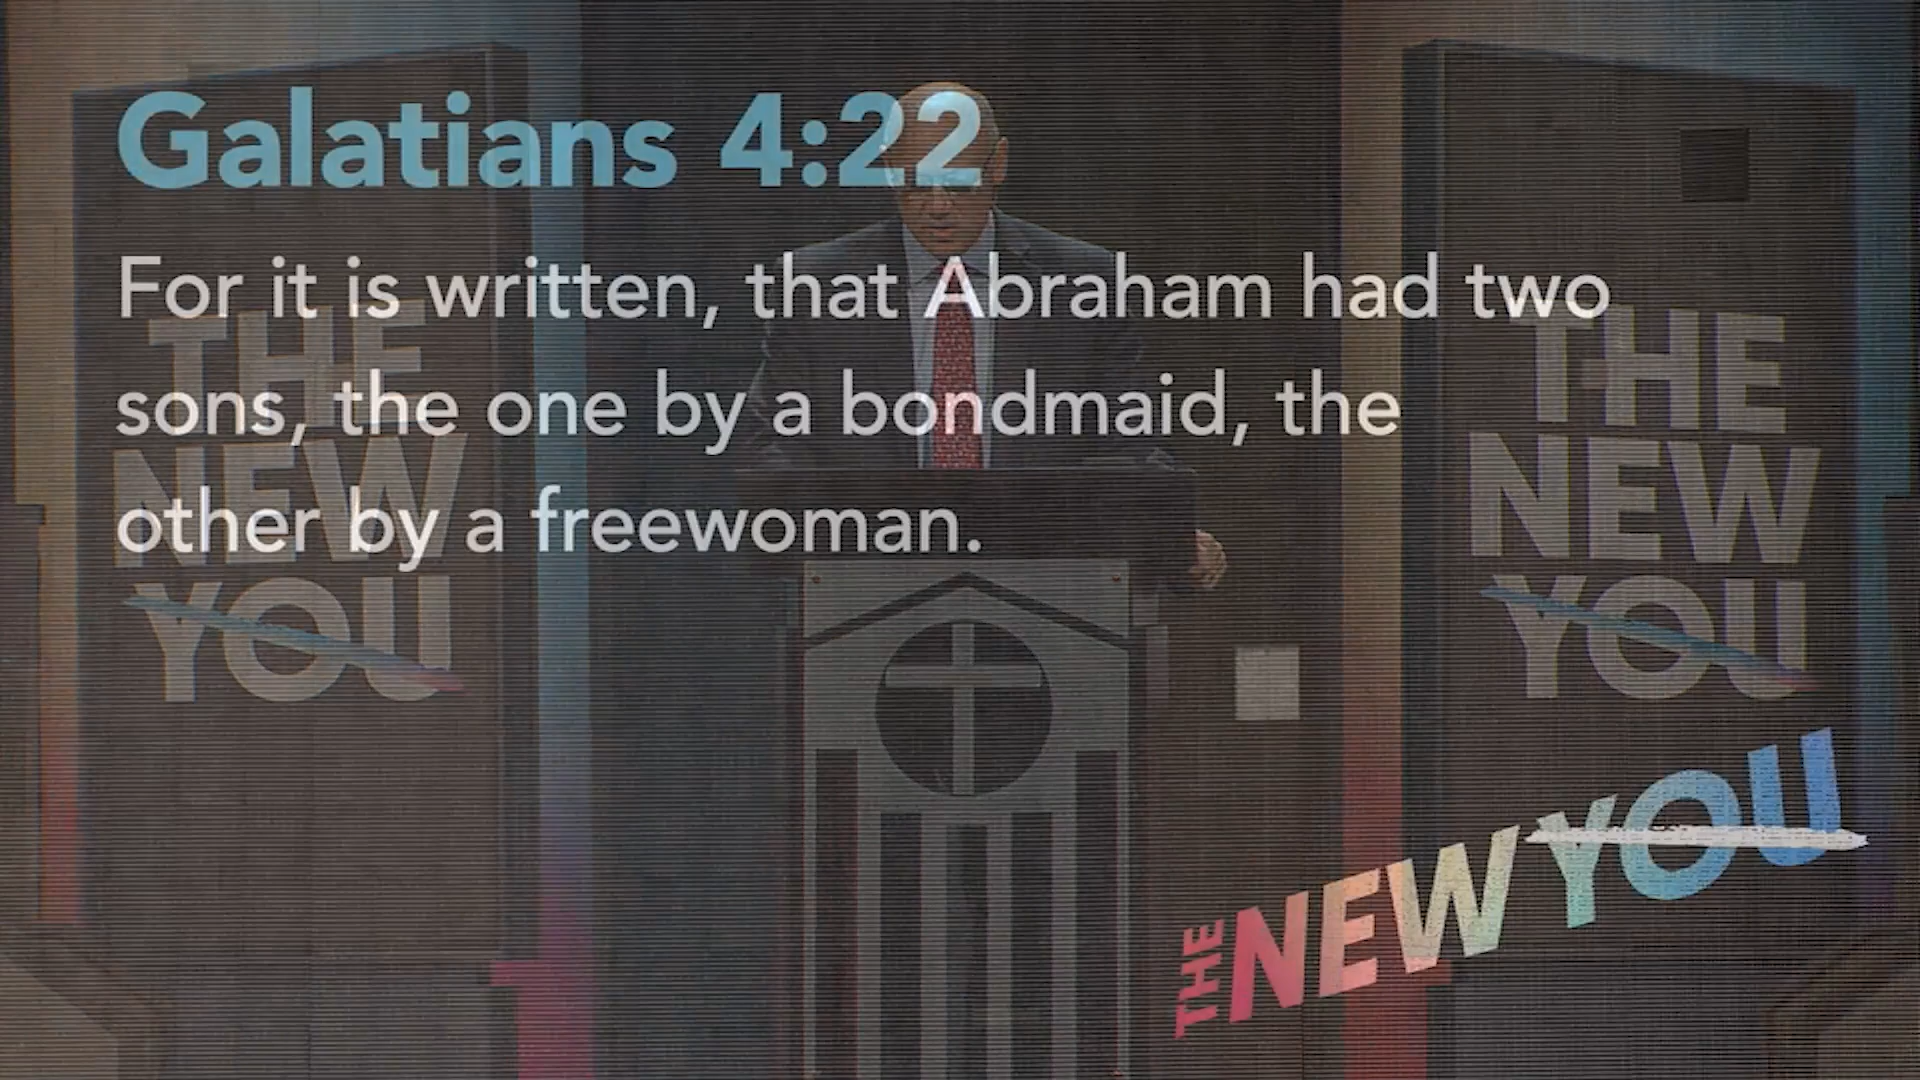 Galatians 4:22
For it is written, that Abraham had two
sons, the one by a bondmaid, the
other by a freewoman.
THE
NEW
YOU
THE
NEW
YOU
THE NEW YOU